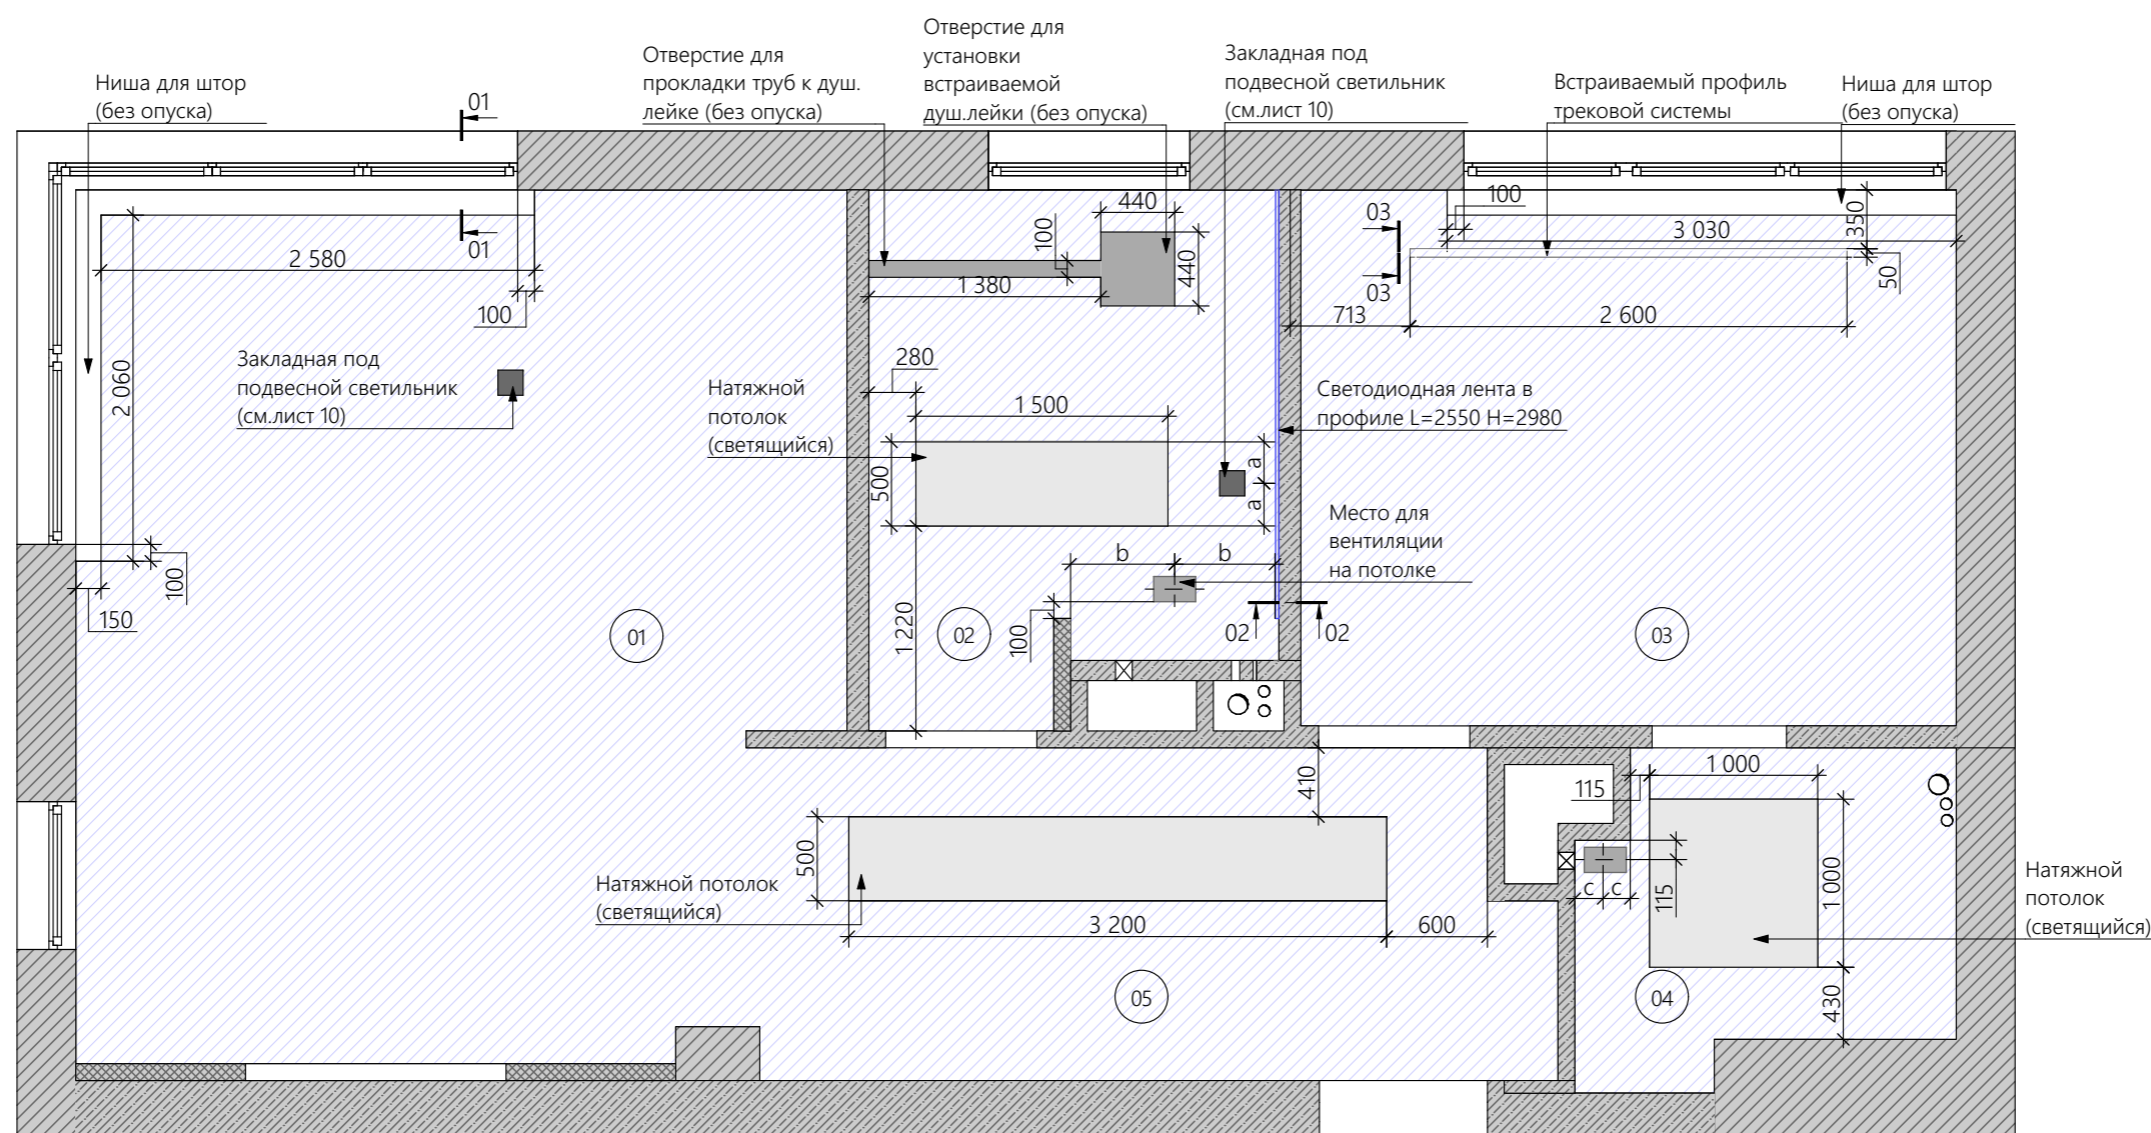 Ниша для штор
(без опуска)
01
Отверстие для
прокладки труб к душ.
лейке (без опуска)
Отверстие для
установки
встраиваемой
душ.лейки (без опуска)
Закладная под
подвесной светильник
(см.лист 10)
Встраиваемый профиль
трековой системы
Ниша для штор
(без опуска)
01
2 580
100
2 060
100
150
Закладная под
подвесной светильник
(см.лист 10)
440
100
440
1 380
280
1 500
500
a
a
Натяжной
потолок
(светящийся)
b
b
1 220
100
02
02
03
03
100
3 030
350
50
713
2 600
Светодиодная лента в
профиле L=2550 H=2980
Место для
вентиляции
на потолке
01
02
03
410
500
3 200
600
Натяжной потолок
(светящийся)
115
1 000
1 000
c
c
115
430
Натяжной
потолок
(светящийся)
05
04